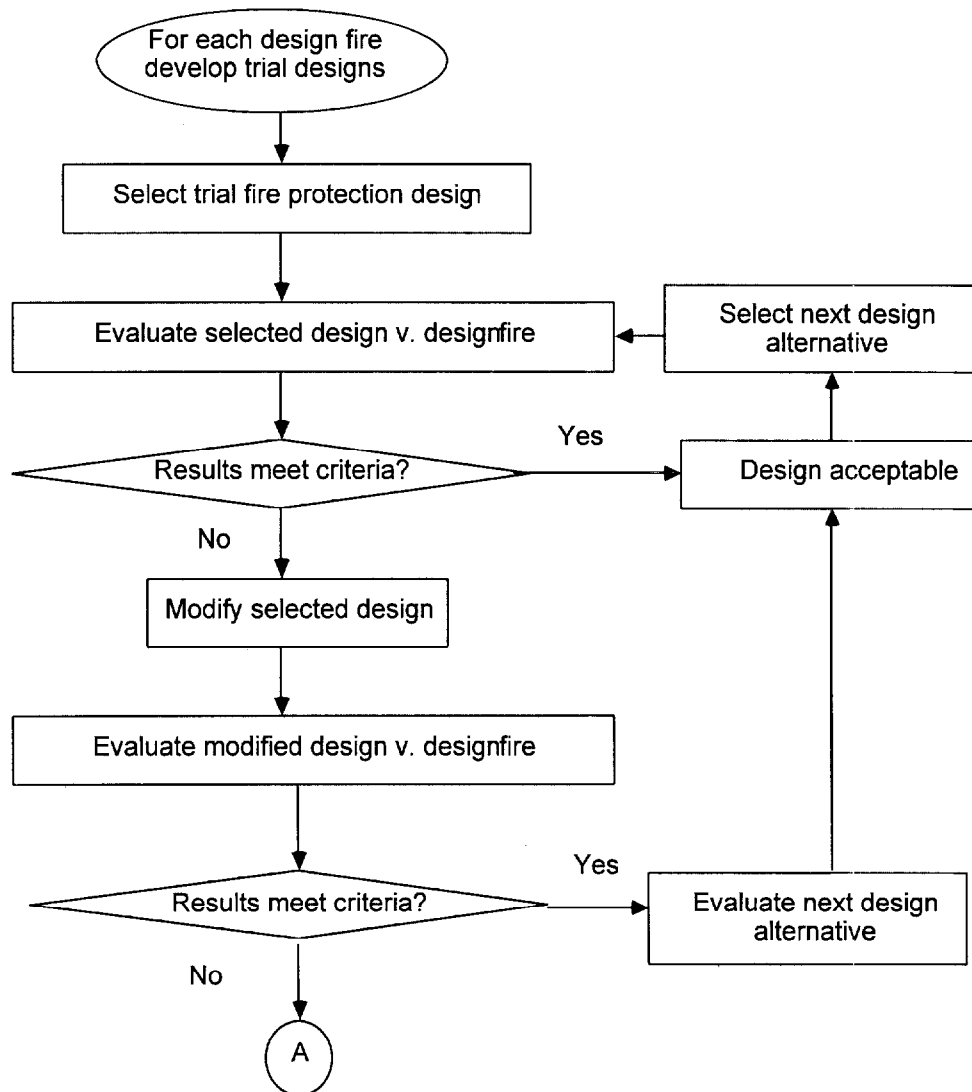 For each design fire
develop trial designs
Select trial fire protection design
Evaluate selected design v. designfire
Select next design
alternative
Yes
Results meet criteria?
Design acceptable
No
Modify selected design
Evaluate modified design v. designfire
Yes
Results meet criteria?
Evaluate next design
alternative
No
A